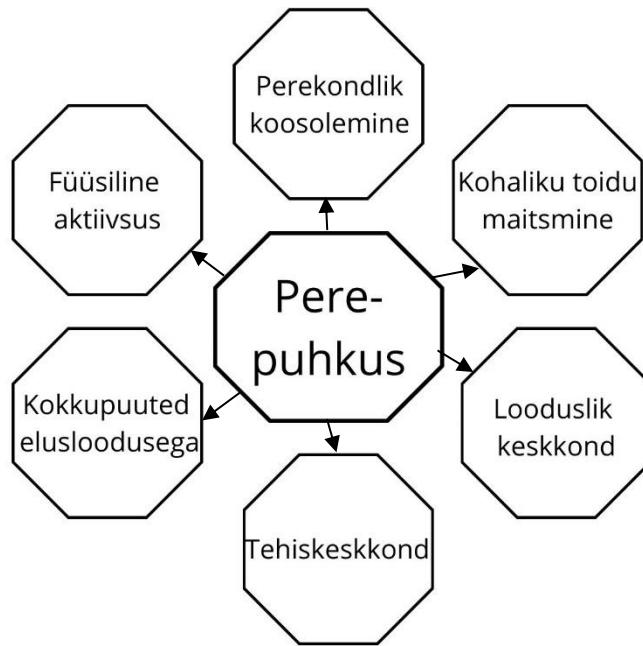 Perekondlik
koosolemine
Füüsiline
aktiivsus
Kohaliku toidu
maitsmine
Pere-
puhkus
Kokkupuuted
elusloodusega
Looduslik
keskkond
Tehiskeskkond